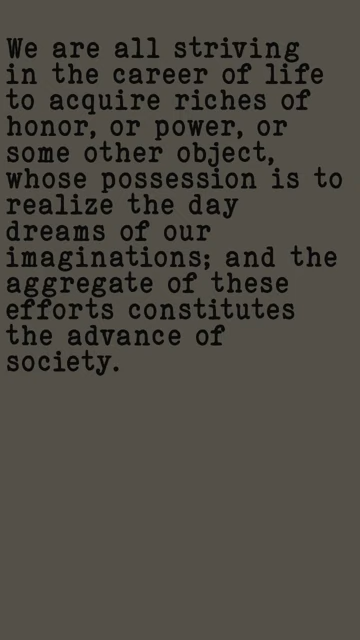 We are all striving
in the career of life
to acquire riches of
honor, or power, or
some other object,
whose possession is to
realize the day
dreams of our
imaginations; and the
aggregate of these
efforts constitutes
the advance of
society.